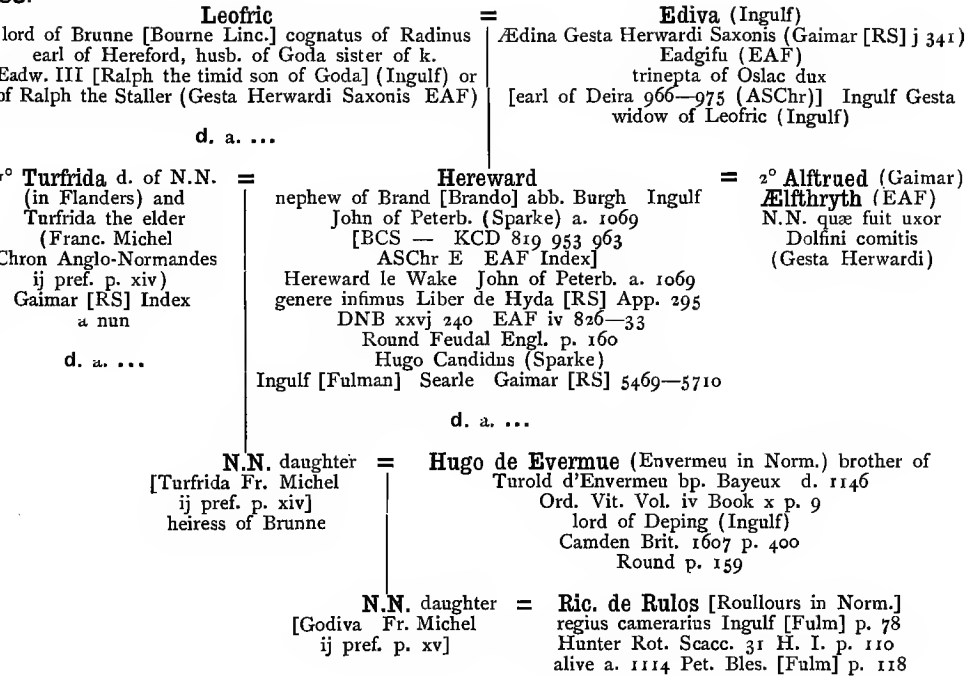 Leofric = Ediva (Ingulf)
lord of Brunne [Bourne Linc.] cognatus of Radinus
earl of Hereford, husb. of Goda sister of k.
Eadw. III [Ralph the timid son of Goda] (Ingulf) or
of Ralph the Staller (Gesta Herwardi Saxonis EAF)
d. a. ...
Ædina Gesta Herwardi Saxonis (Gaimar [RS] j 341)
Eadgifu (EAF)
trinepta of Oslac dux
[earl of Deira 966—975 (ASChr)] Ingulf Gesta
widow of Leofric (Ingulf)
1° Turfrida d. of N.N. =
(in Flanders) and
Turfrida the elder
(Franc. Michel
Chron Anglo-Normandes
ij pref. p. xiv)
Gaimar [RS] Index
a nun
d. a. ...
Hereward
nephew of Brand [Brando] abb. Burgh Ingulf
John of Peterb. (Sparke) a. 1069
[BCS — KCD 819 953 963
ASChr E EAF Index]
Hereward le Wake John of Peterb. a. 1069
genere infimus Liber de Hyda [RS] App. 295
DNB xxvj 240 EAF iv 826—33
Round Feudal Engl. p. 160
Hugo Candidus (Sparke)
Ingulf [Fulman] Searle Gaimar [RS] 5469—5710
d. a. ...
= 2° Alftrued (Gaimar)
Ælfthryth (EAF)
N.N. quæ fuit uxor
Dolfini comitis
(Gesta Herwardi)
N.N. daughter =
[Turfrida Fr. Michel
ij pref. p. xiv]
heiress of Brunne
Hugo de Evermue (Envermeu in Norm.) brother of
Turold d'Envermeu bp. Bayeux d. 1146
Ord. Vit. Vol. iv Book x p. 9
lord of Deping (Ingulf)
Camden Brit. 1607 p. 400
Round p. 159
N.N. daughter =
[Godiva Fr. Michel
ij pref. p. xv]
Ric. de Rulos [Roullours in Norm.]
regius camerarius Ingulf [Fulm] p. 78
Hunter Rot. Scacc. 31 H. I. p. 110
alive a. 1114 Pet. Bles. [Fulm] p. 118